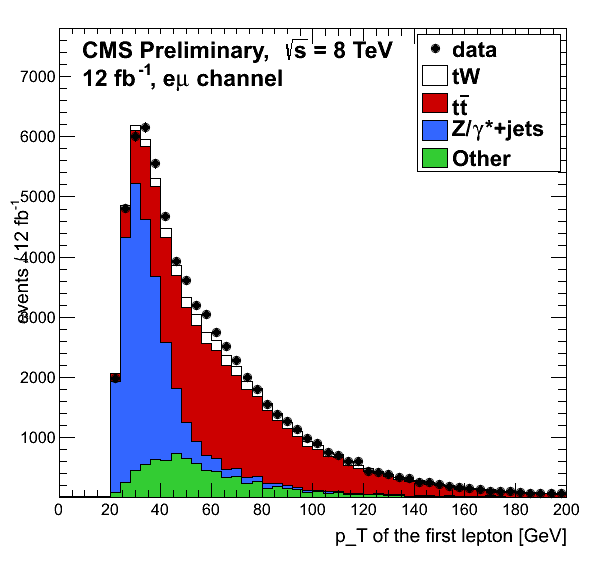 CMS Preliminary, √s = 8 TeV
12 fb⁻¹, eμ channel
data
tW
tt̄
Z/γ*+jets
Other
events / 12 fb⁻¹
7000
6000
5000
4000
3000
2000
1000
0 20 40 60 80 100 120 140 160 180 200
p_T of the first lepton [GeV]